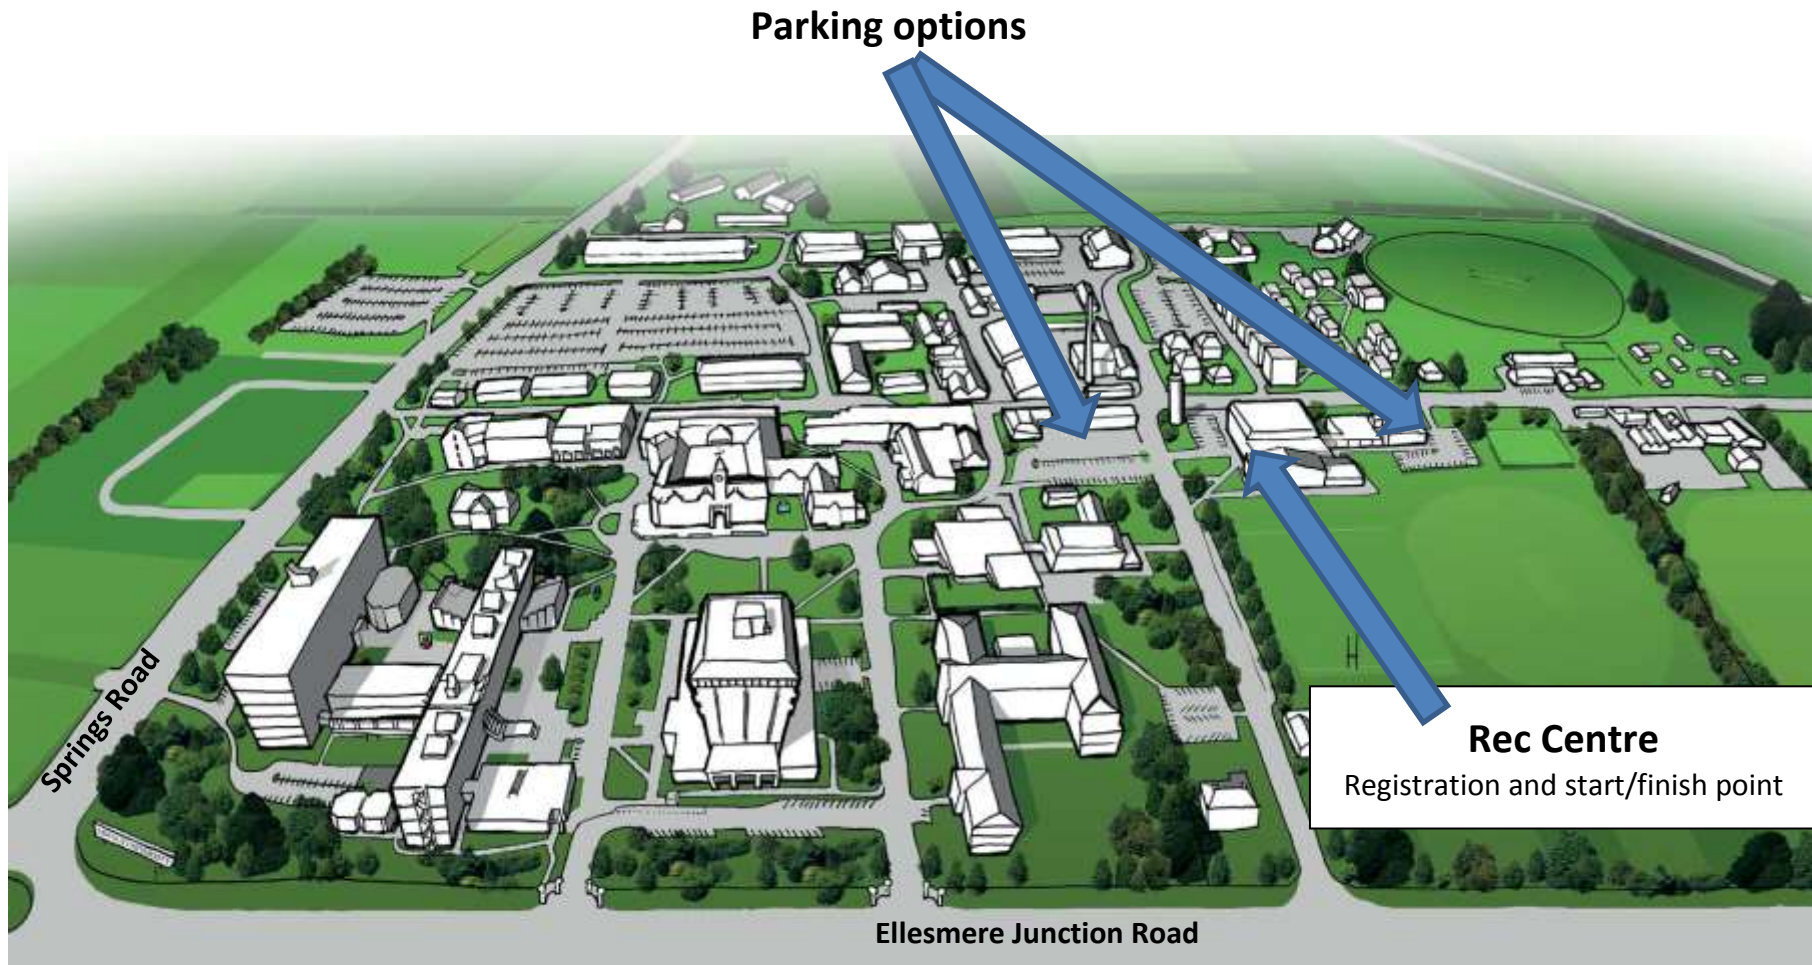 Parking options
Springs Road
Rec Centre
Registration and start/finish point
Ellesmere Junction Road